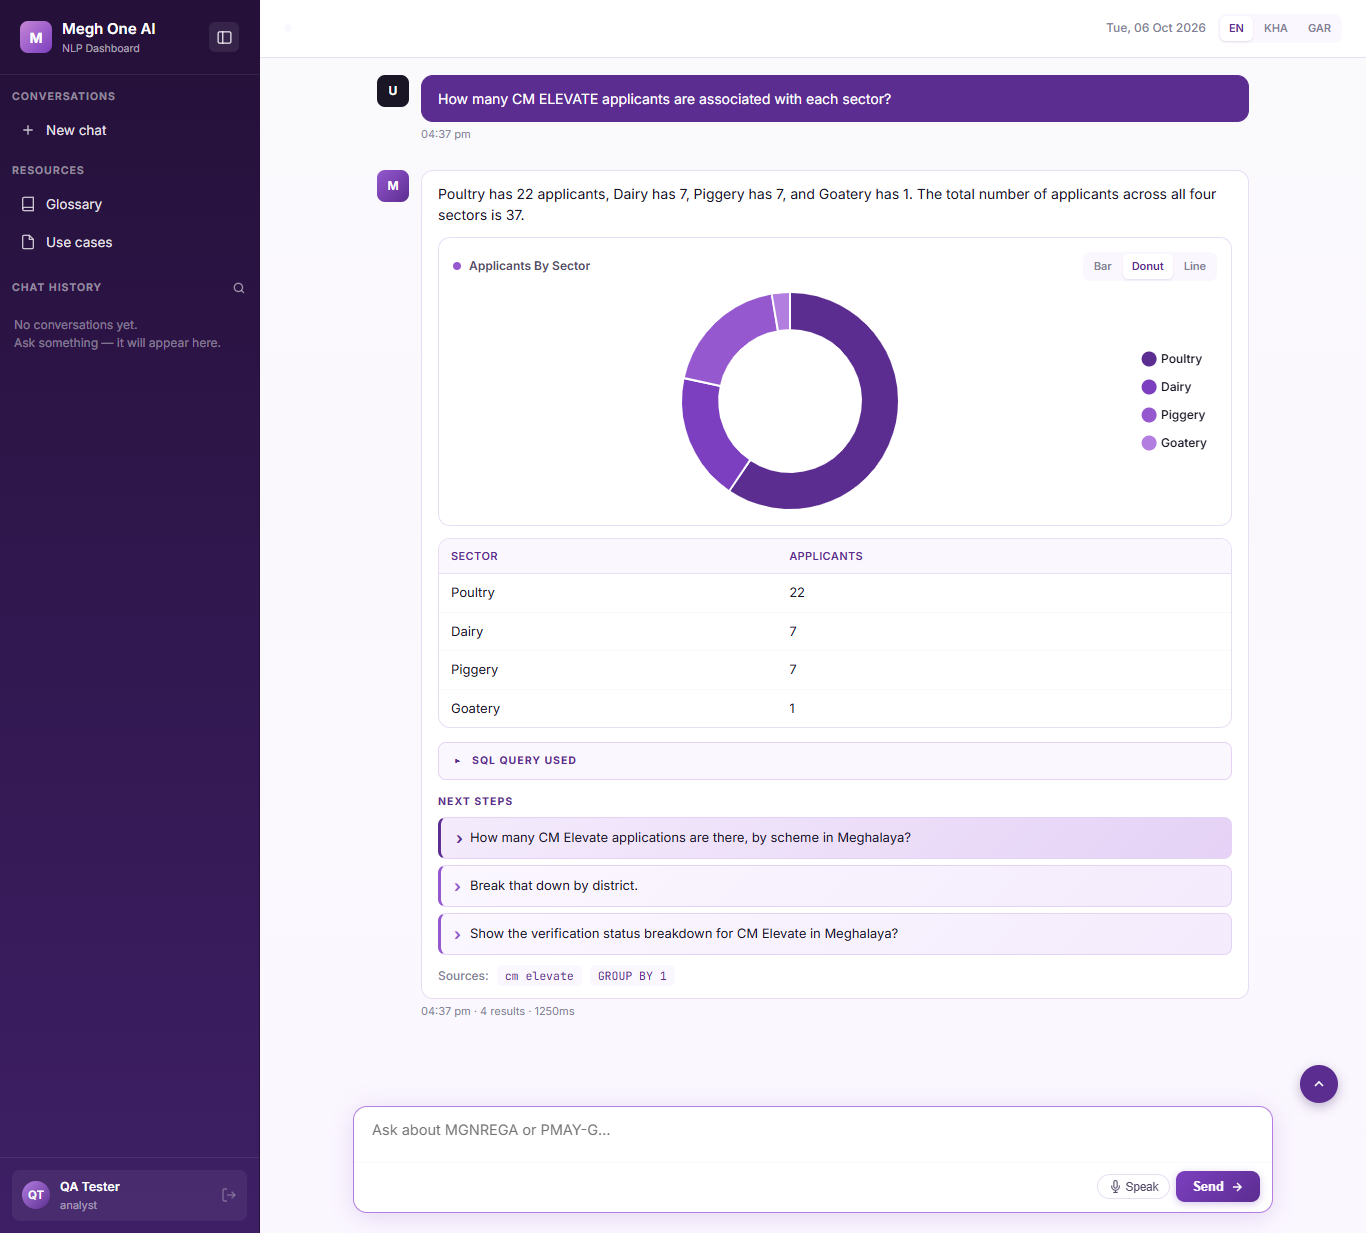 M
Megh One AI
NLP Dashboard
CONVERSATIONS
+ New chat
RESOURCES
Glossary
Use cases
CHAT HISTORY
No conversations yet.
Ask something — it will appear here.
QT
QA Tester
analyst
Tue, 06 Oct 2026
EN KHA GAR
U
How many CM ELEVATE applicants are associated with each sector?
04:37 pm
M
Poultry has 22 applicants, Dairy has 7, Piggery has 7, and Goatery has 1. The total number of applicants across all four
sectors is 37.
Applicants By Sector
Bar Donut Line
Poultry
Dairy
Piggery
Goatery
SECTOR APPLICANTS
Poultry 22
Dairy 7
Piggery 7
Goatery 1
SQL QUERY USED
NEXT STEPS
How many CM Elevate applications are there, by scheme in Meghalaya?
Break that down by district.
Show the verification status breakdown for CM Elevate in Meghalaya?
Sources: cm elevate GROUP BY 1
04:37 pm · 4 results · 1250ms
Ask about MGNREGA or PMAY-G...
Speak
Send →